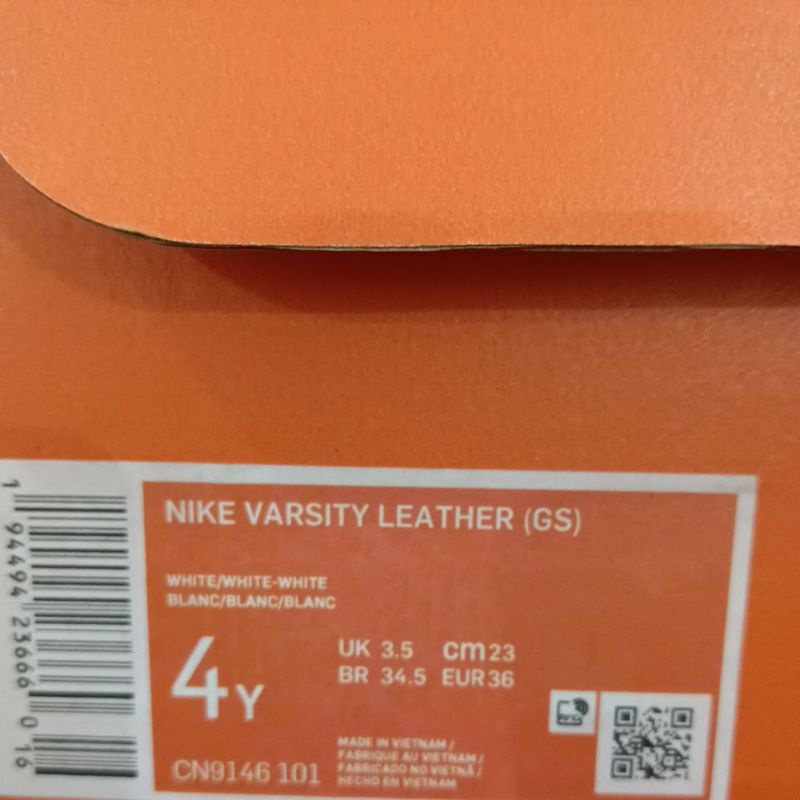 NIKE VARSITY LEATHER (GS)
WHITE/WHITE-WHITE
BLANC/BLANC/BLANC
4Y
UK 3.5 cm 23
BR 34.5 EUR 36
MADE IN VIETNAM /
FABRIQUE AU VIETNAM /
FABRICADO NO VIETNÃ /
HECHO EN VIETNAM
CN9146 101
RFID
1 94494 23666 0 16